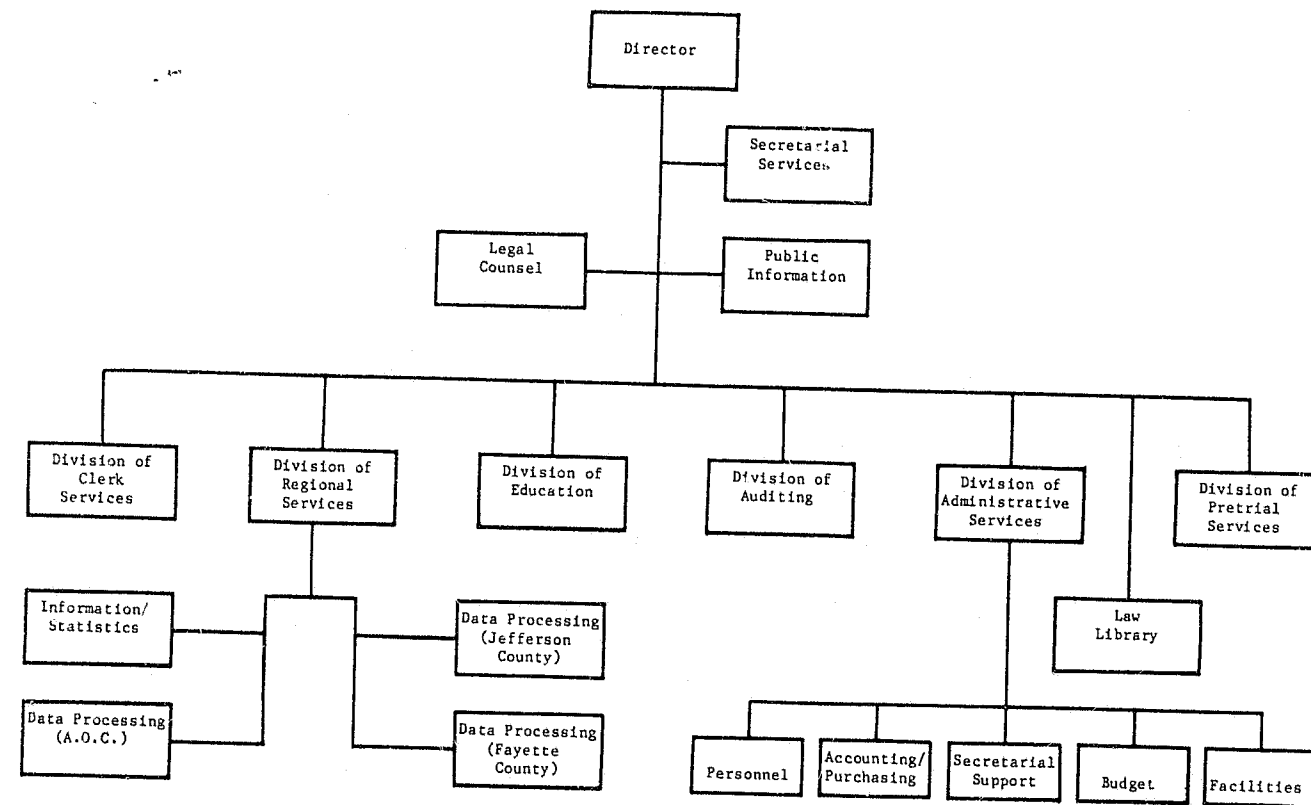 Director
Secretarial
Services
Legal
Counsel
Public
Information
Division of
Clerk
Services
Division of
Regional
Services
Division of
Education
Division of
Auditing
Division of
Administrative
Services
Division of
Pretrial
Services
Information/
Statistics
Data Processing
(Jefferson
County)
Law
Library
Data Processing
(A.O.C.)
Data Processing
(Fayette
County)
Personnel
Accounting/
Purchasing
Secretarial
Support
Budget
Facilities